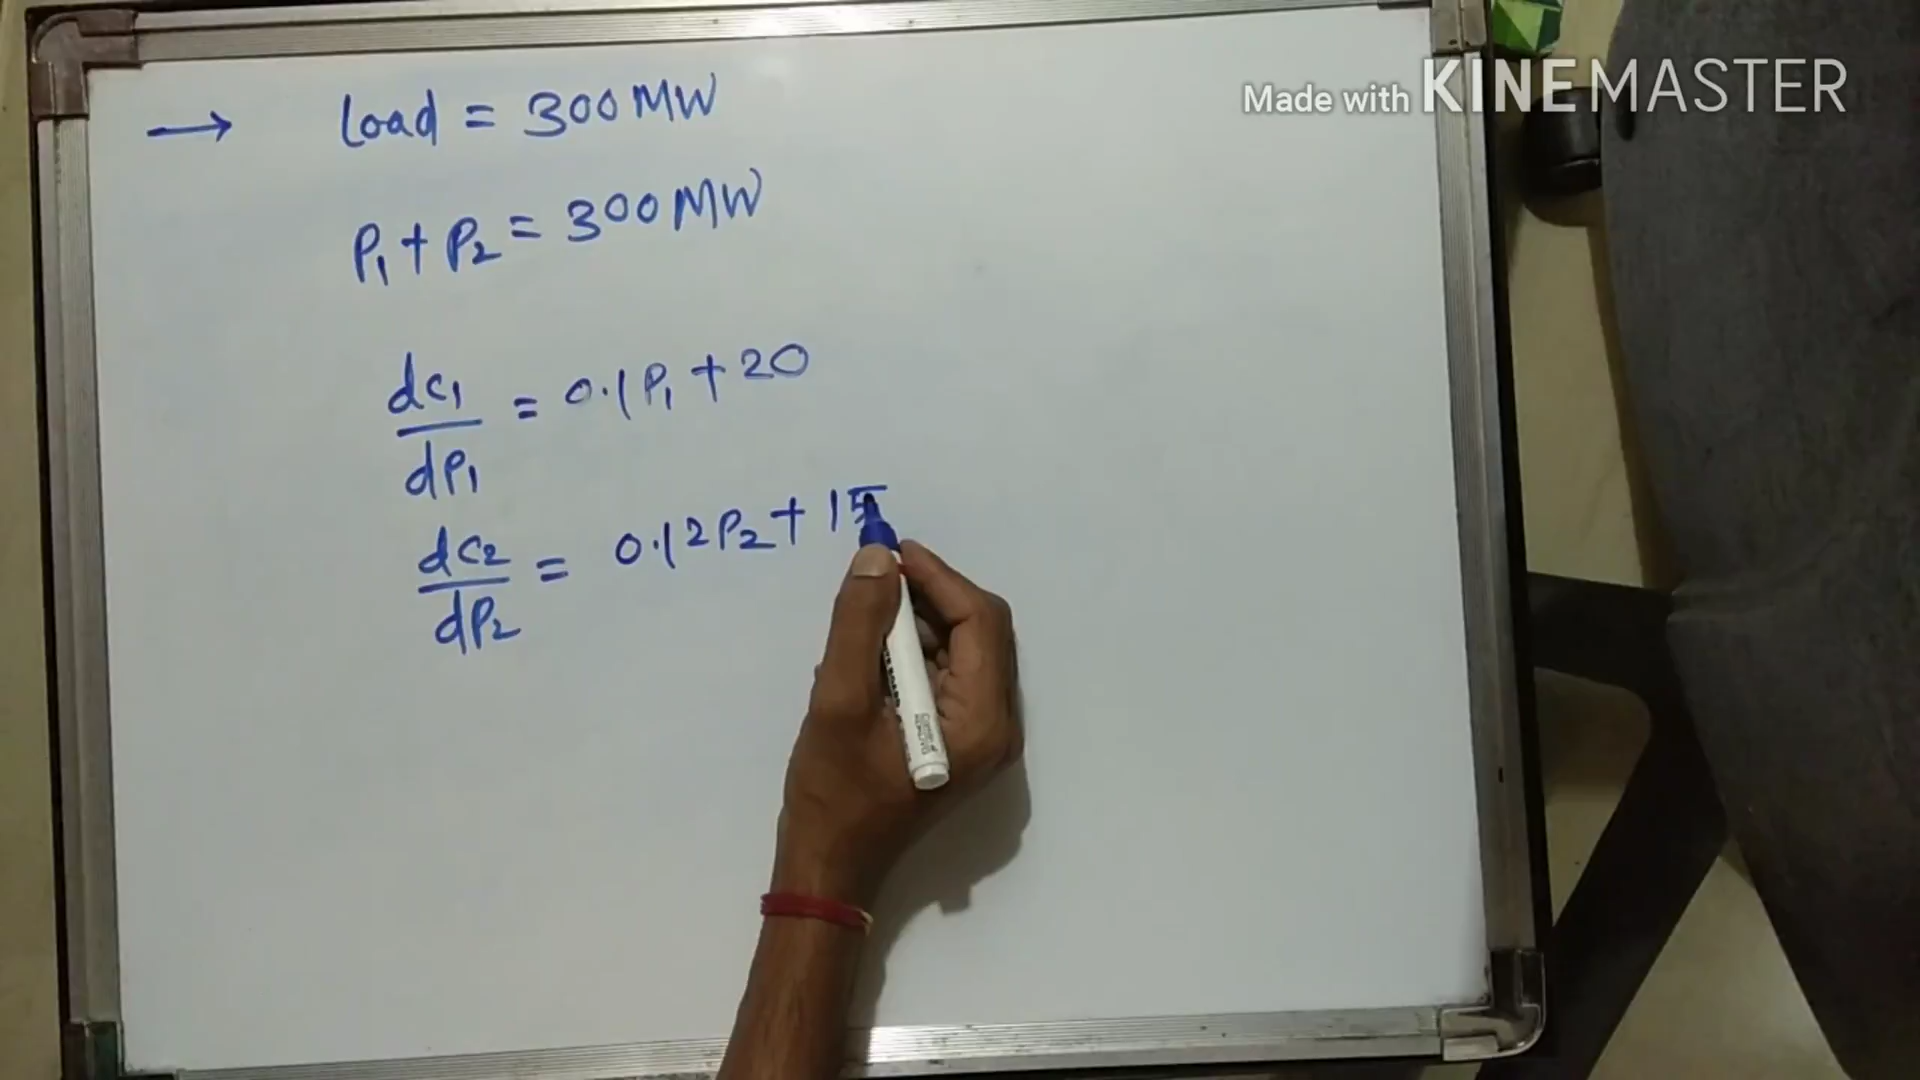 Made with KINEMASTER
→ Load = 300 MW
P₁ + P₂ = 300 MW
dC₁/dP₁ = 0.1P₁ + 20
dC₂/dP₂ = 0.12P₂ + 15